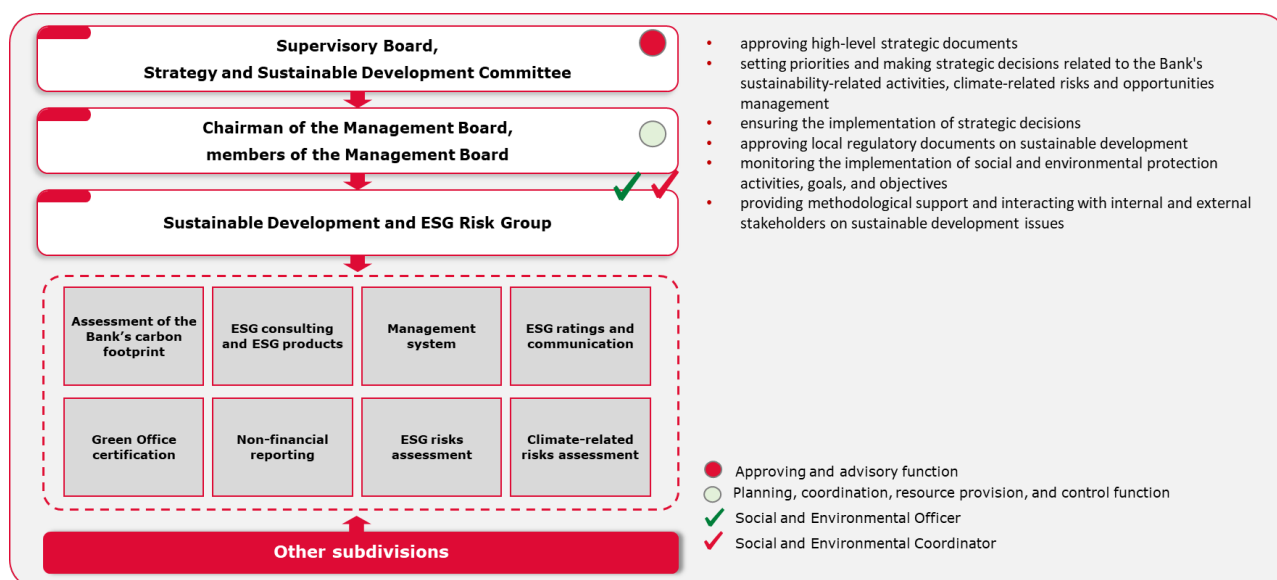 Supervisory Board,
Strategy and Sustainable Development Committee
Chairman of the Management Board,
members of the Management Board
Sustainable Development and ESG Risk Group
Assessment of the
Bank's carbon
footprint
ESG consulting
and ESG products
Management
system
ESG ratings and
communication
Green Office
certification
Non-financial
reporting
ESG risks
assessment
Climate-related
risks assessment
Other subdivisions
• approving high-level strategic documents
• setting priorities and making strategic decisions related to the Bank's
sustainability-related activities, climate-related risks and opportunities
management
• ensuring the implementation of strategic decisions
• approving local regulatory documents on sustainable development
• monitoring the implementation of social and environmental protection
activities, goals, and objectives
• providing methodological support and interacting with internal and external
stakeholders on sustainable development issues
Approving and advisory function
Planning, coordination, resource provision, and control function
Social and Environmental Officer
Social and Environmental Coordinator